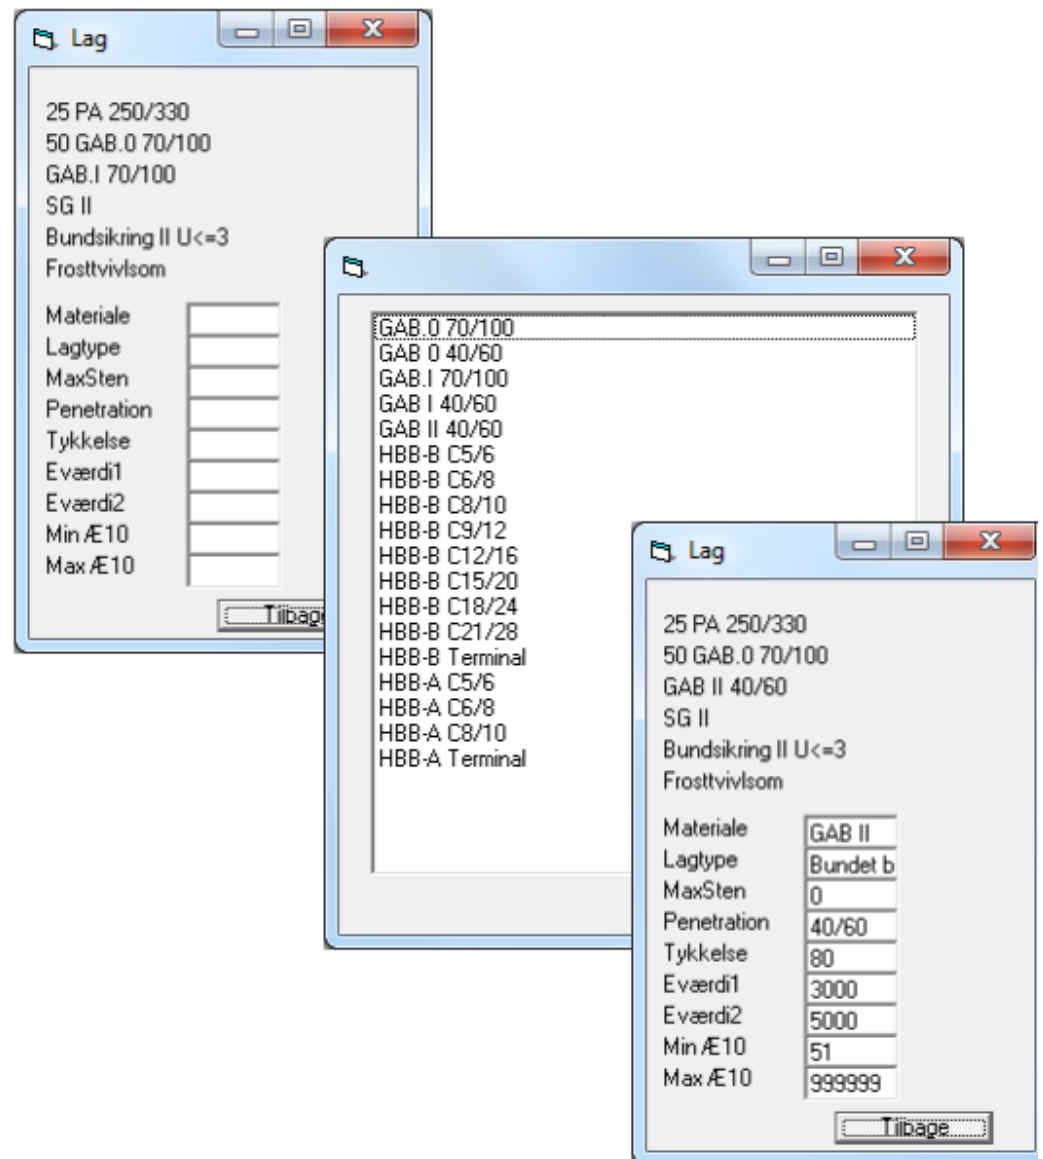 Lag
25 PA 250/330
50 GAB.0 70/100
GAB.I 70/100
SG II
Bundsikring II U<=3
Frosttvivlsom
Materiale
Lagtype
MaxSten
Penetration
Tykkelse
Eværdi1
Eværdi2
Min Æ10
Max Æ10
Tilbage
GAB.0 70/100
GAB 0 40/60
GAB.I 70/100
GAB I 40/60
GAB II 40/60
HBB-B C5/6
HBB-B C6/8
HBB-B C8/10
HBB-B C9/12
HBB-B C12/16
HBB-B C15/20
HBB-B C18/24
HBB-B C21/28
HBB-B Terminal
HBB-A C5/6
HBB-A C6/8
HBB-A C8/10
HBB-A Terminal
Lag
25 PA 250/330
50 GAB.0 70/100
GAB II 40/60
SG II
Bundsikring II U<=3
Frosttvivlsom
Materiale GAB II
Lagtype Bundet b
MaxSten 0
Penetration 40/60
Tykkelse 80
Eværdi1 3000
Eværdi2 5000
Min Æ10 51
Max Æ10 999999
Tilbage